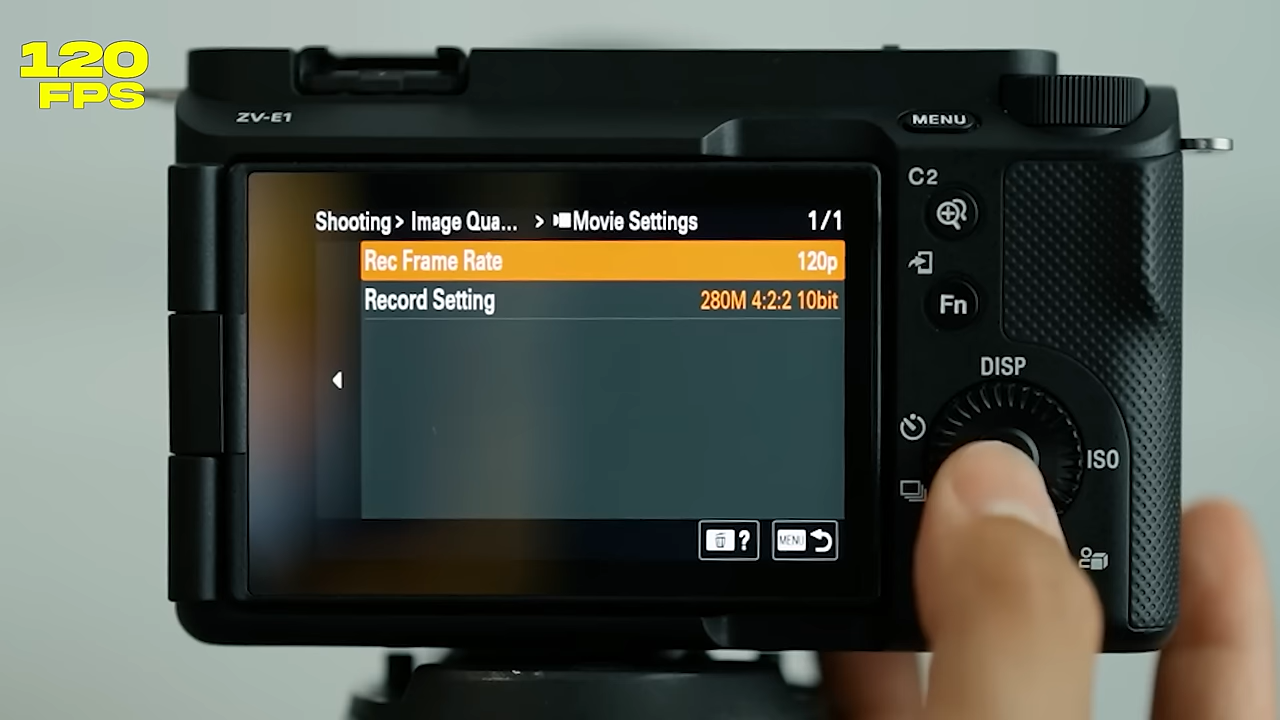 120
FPS
ZV-E1
MENU
C2
Shooting> Image Qua... > Movie Settings 1/1
Rec Frame Rate 120p
Record Setting 280M 4:2:2 10bit
Fn
DISP
ISO
?
MENU